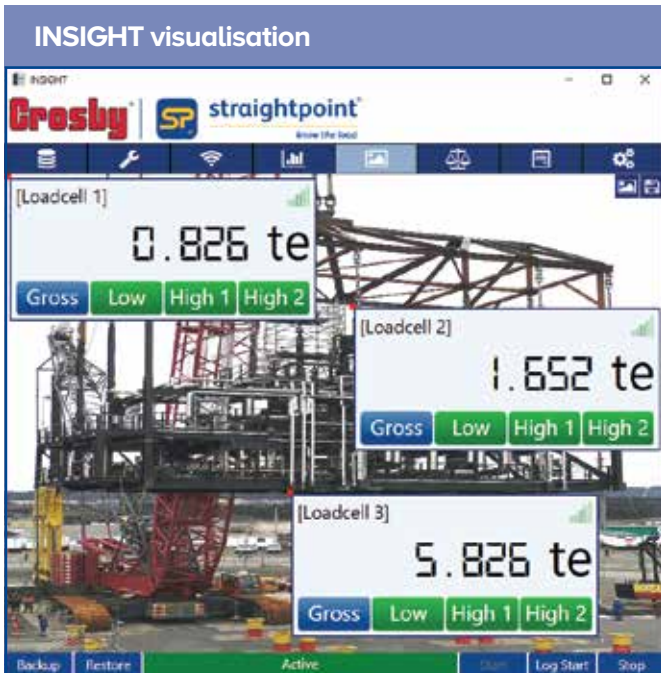 INSIGHT visualisation
INSIGHT
Crosby SP straightpoint
know the load
[Loadcell 1]
0.826 te
Gross Low High 1 High 2
[Loadcell 2]
1.652 te
Gross Low High 1 High 2
[Loadcell 3]
5.826 te
Gross Low High 1 High 2
Backup Restore Active Start Log Start Stop